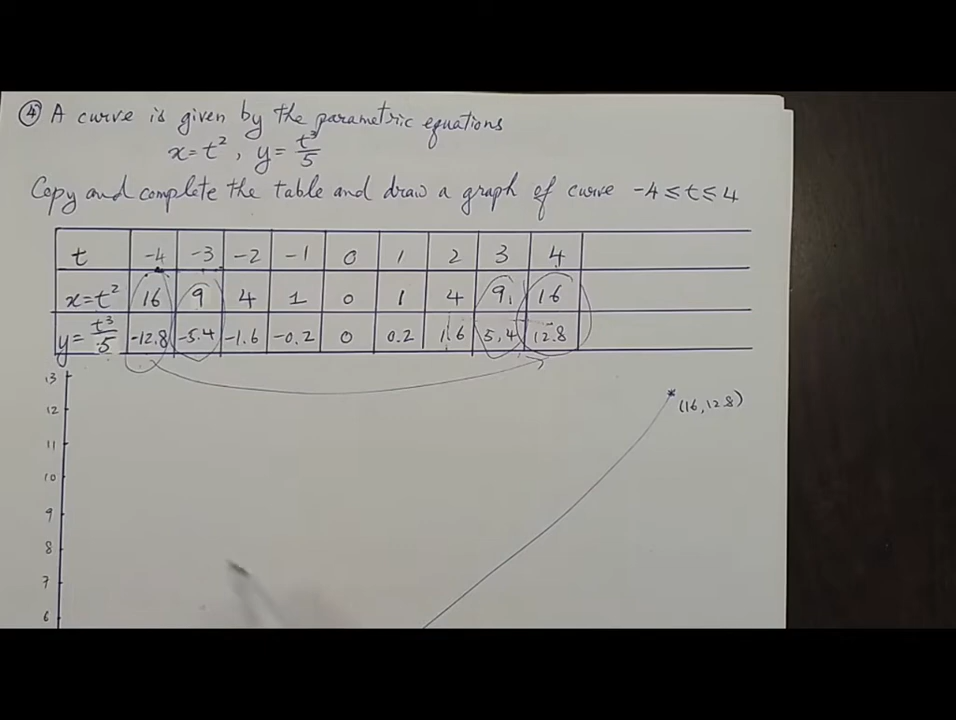 ④ A curve is given by the parametric equations
x=t², y=t³/5
Copy and complete the table and draw a graph of curve -4≤t≤4
t -4 -3 -2 -1 0 1 2 3 4
x=t² 16 9 4 1 0 1 4 9 16
y=t³/5 -12.8 -5.4 -1.6 -0.2 0 0.2 1.6 5.4 12.8
13
12
(16,12.8)
11
10
9
8
7
6